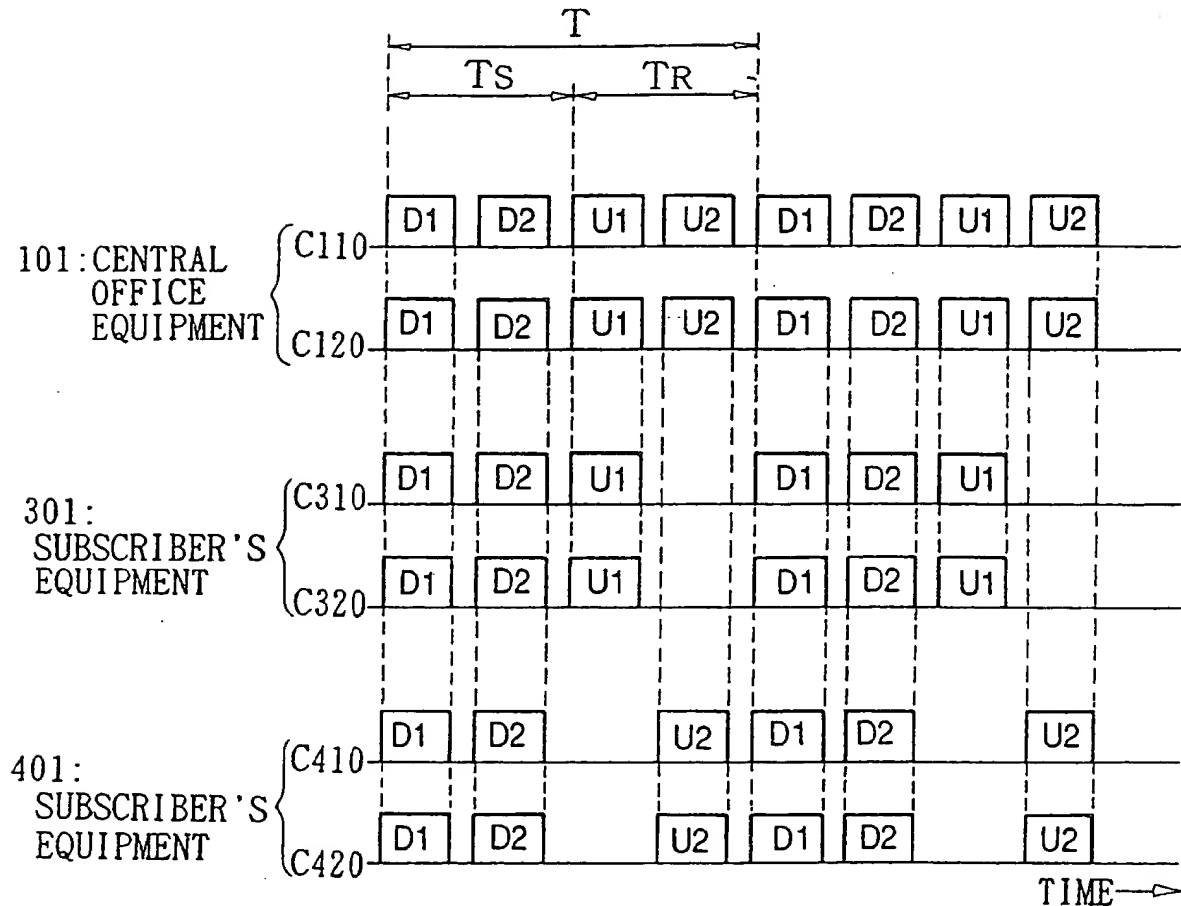 T
TS TR
D1 D2 U1 U2 D1 D2 U1 U2
C110
101:CENTRAL
OFFICE
EQUIPMENT
D1 D2 U1 U2 D1 D2 U1 U2
C120
D1 D2 U1 D1 D2 U1
C310
301:
SUBSCRIBER'S
EQUIPMENT
D1 D2 U1 D1 D2 U1
C320
D1 D2 U2 D1 D2 U2
C410
401:
SUBSCRIBER'S
EQUIPMENT
D1 D2 U2 D1 D2 U2
C420
TIME